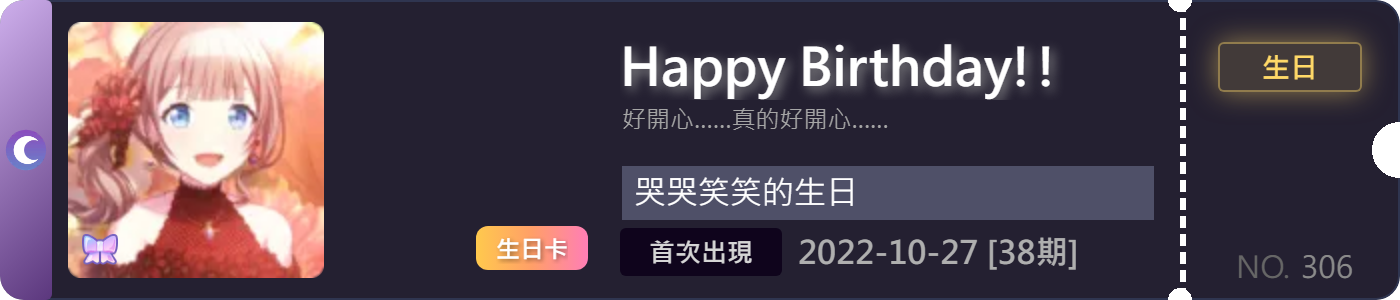 Happy Birthday!!
好開心……真的好開心……
哭哭笑笑的生日
生日卡
首次出現 2022-10-27 [38期]
生日
NO. 306